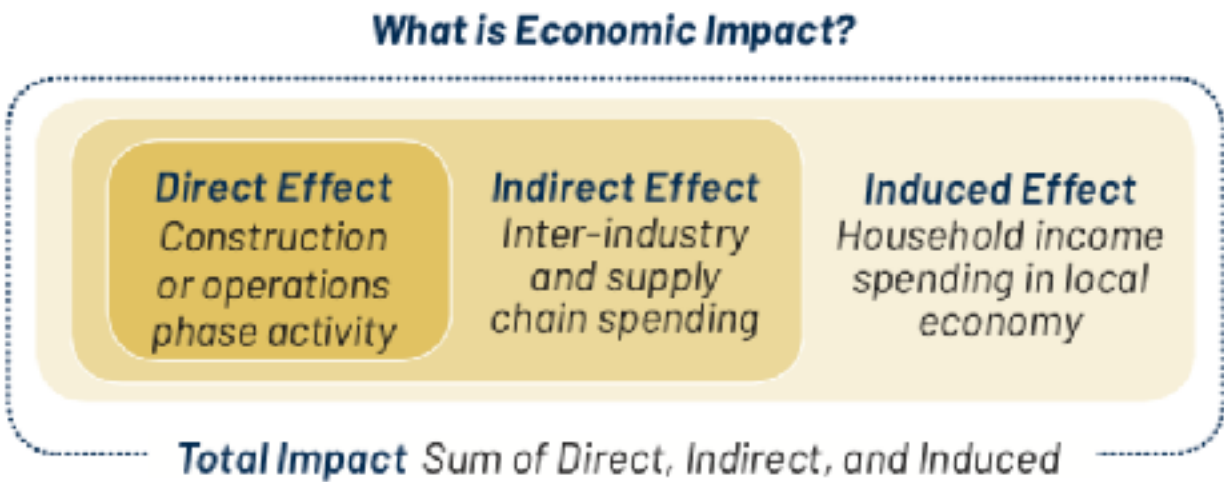 What is Economic Impact?
Direct Effect
Construction
or operations
phase activity
Indirect Effect
Inter-industry
and supply
chain spending
Induced Effect
Household income
spending in local
economy
Total Impact Sum of Direct, Indirect, and Induced